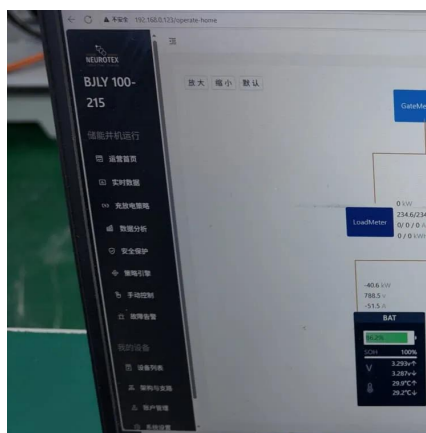 不安全 192.168.0.123/operate-home
NEUROTEX
BJLY 100-
215
储能并机运行
运营首页
实时数据
充放电策略
数据分析
安全保护
策略引擎
手动控制
故障告警
我的设备
设备列表
架构与支路
账户管理
系统设置
放大 缩小 默认
GateMe
LoadMeter
0 kW
234.6/234
0/ 0 / 0 A
0 / 0 kW
-40.6 kW
788.5 v
-51.5 A
BAT
96.2%
SOH 100%
V 3.293v↑
3.287v↓
29.9°C↑
29.2°C↓